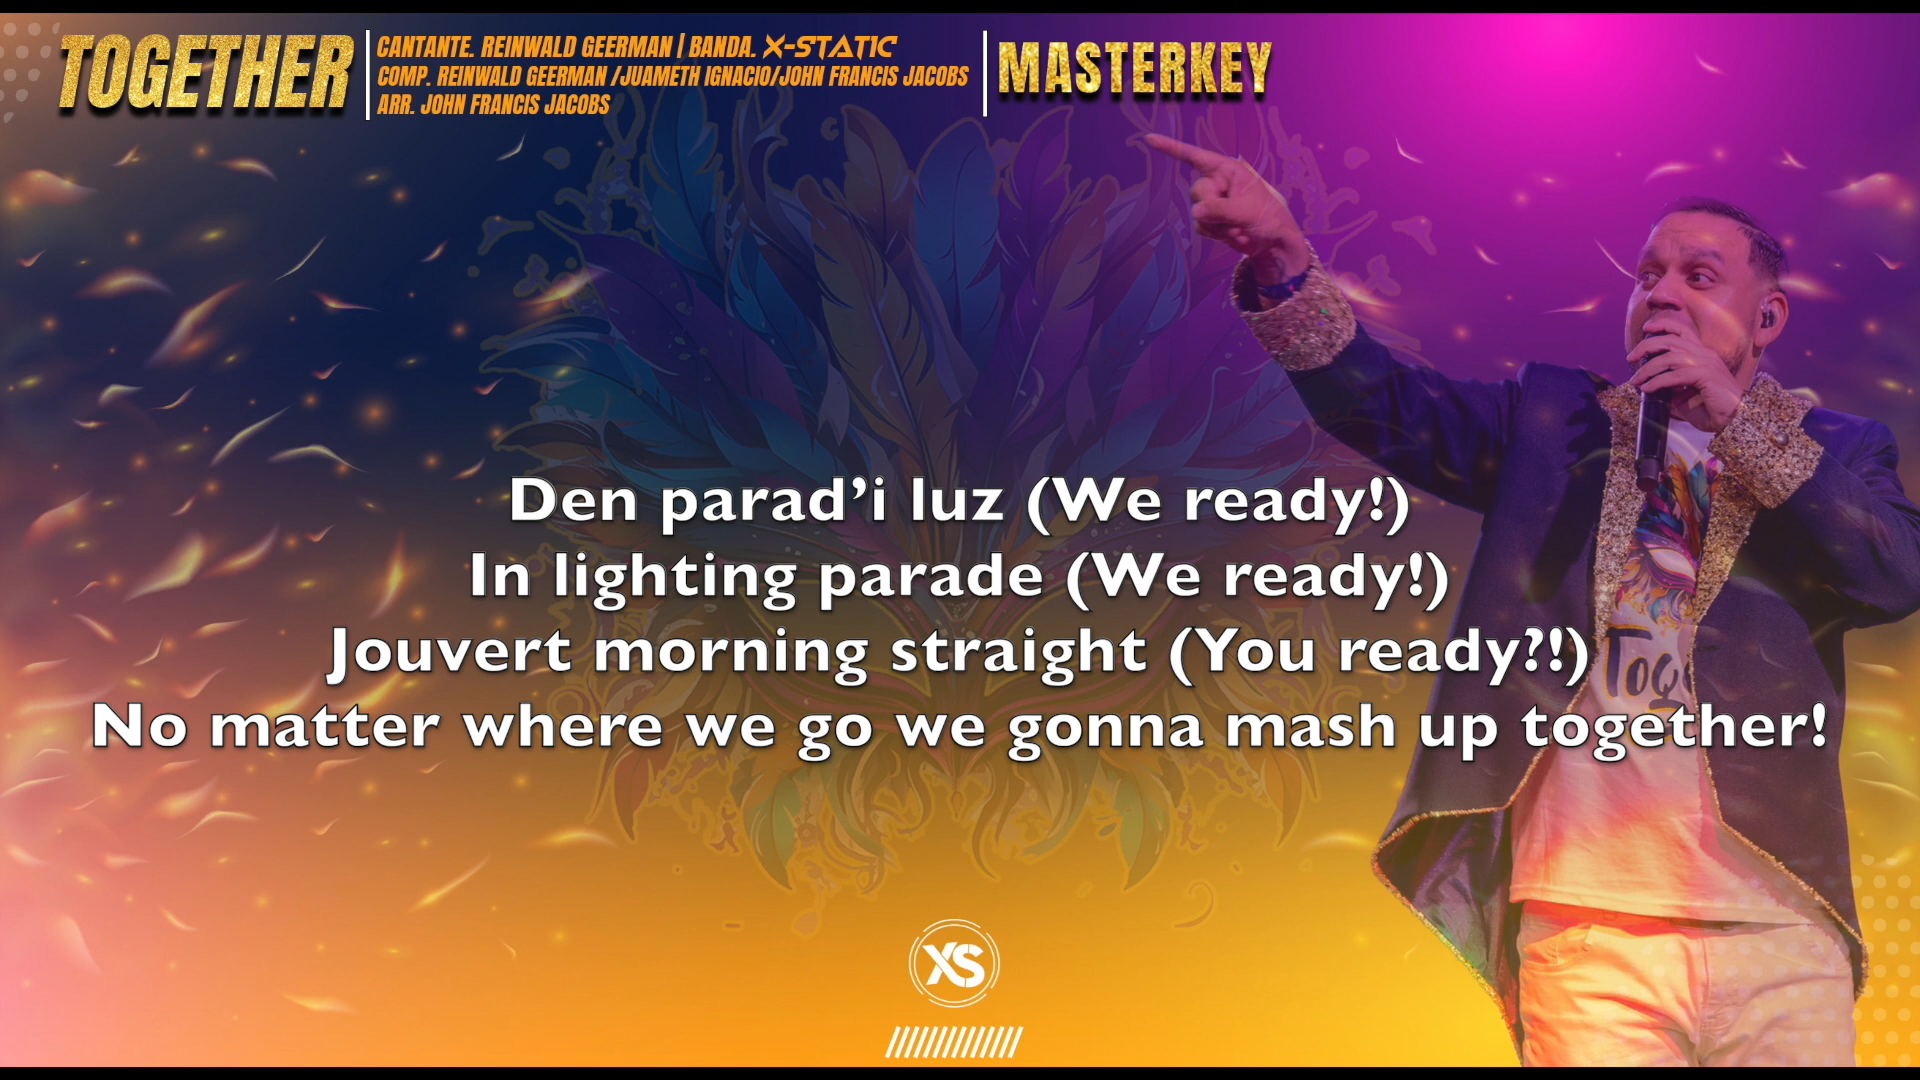 TOGETHER
CANTANTE. REINWALD GEERMAN | BANDA. X-STATIC
COMP. REINWALD GEERMAN /JUAMETH IGNACIO/JOHN FRANCIS JACOBS
ARR. JOHN FRANCIS JACOBS
MASTERKEY
Den parad’i luz (We ready!)
In lighting parade (We ready!)
Jouvert morning straight (You ready?!)
No matter where we go we gonna mash up together!
XS